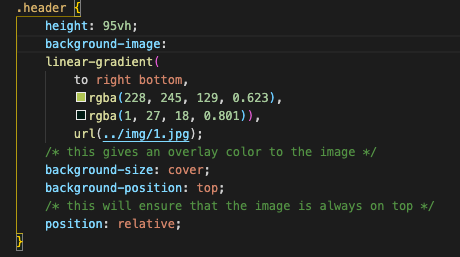 .header {
height: 95vh;
background-image:
linear-gradient(
to right bottom,
rgba(228, 245, 129, 0.623),
rgba(1, 27, 18, 0.801)),
url(../img/1.jpg);
/* this gives an overlay color to the image */
background-size: cover;
background-position: top;
/* this will ensure that the image is always on top */
position: relative;
}